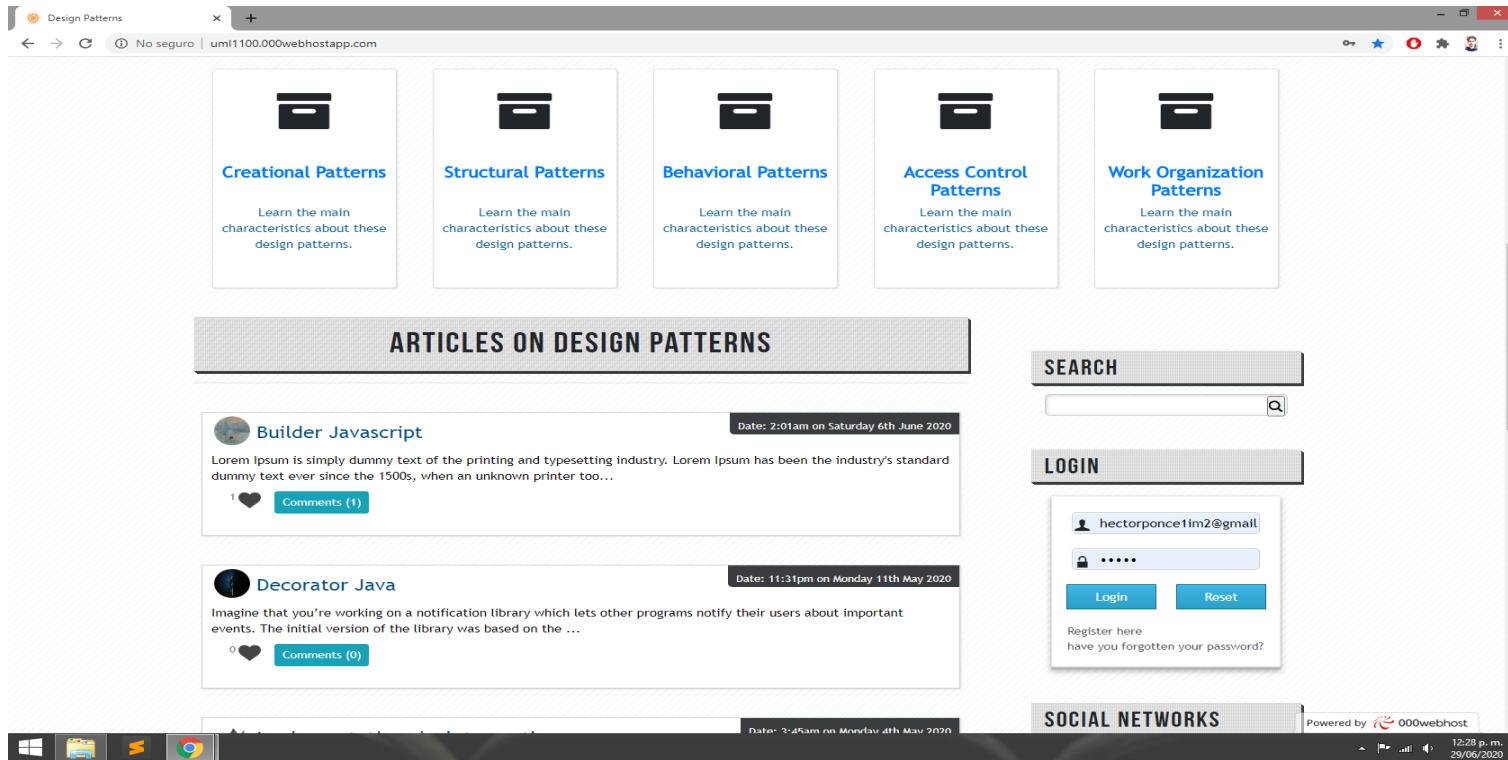 Design Patterns
No seguro | uml1100.000webhostapp.com
Creational Patterns
Learn the main
characteristics about these
design patterns.
Structural Patterns
Learn the main
characteristics about these
design patterns.
Behavioral Patterns
Learn the main
characteristics about these
design patterns.
Access Control
Patterns
Learn the main
characteristics about these
design patterns.
Work Organization
Patterns
Learn the main
characteristics about these
design patterns.
ARTICLES ON DESIGN PATTERNS
Builder Javascript
Date: 2:01am on Saturday 6th June 2020
Lorem Ipsum is simply dummy text of the printing and typesetting industry. Lorem Ipsum has been the industry's standard
dummy text ever since the 1500s, when an unknown printer too...
1
Comments (1)
Decorator Java
Date: 11:31pm on Monday 11th May 2020
Imagine that you’re working on a notification library which lets other programs notify their users about important
events. The initial version of the library was based on the ...
0
Comments (0)
Date: 3:45am on Monday 4th May 2020
SEARCH
LOGIN
hectorponce1im2@gmail
•••••
Login
Reset
Register here
have you forgotten your password?
SOCIAL NETWORKS
Powered by 000webhost
12:28 p. m.
29/06/2020